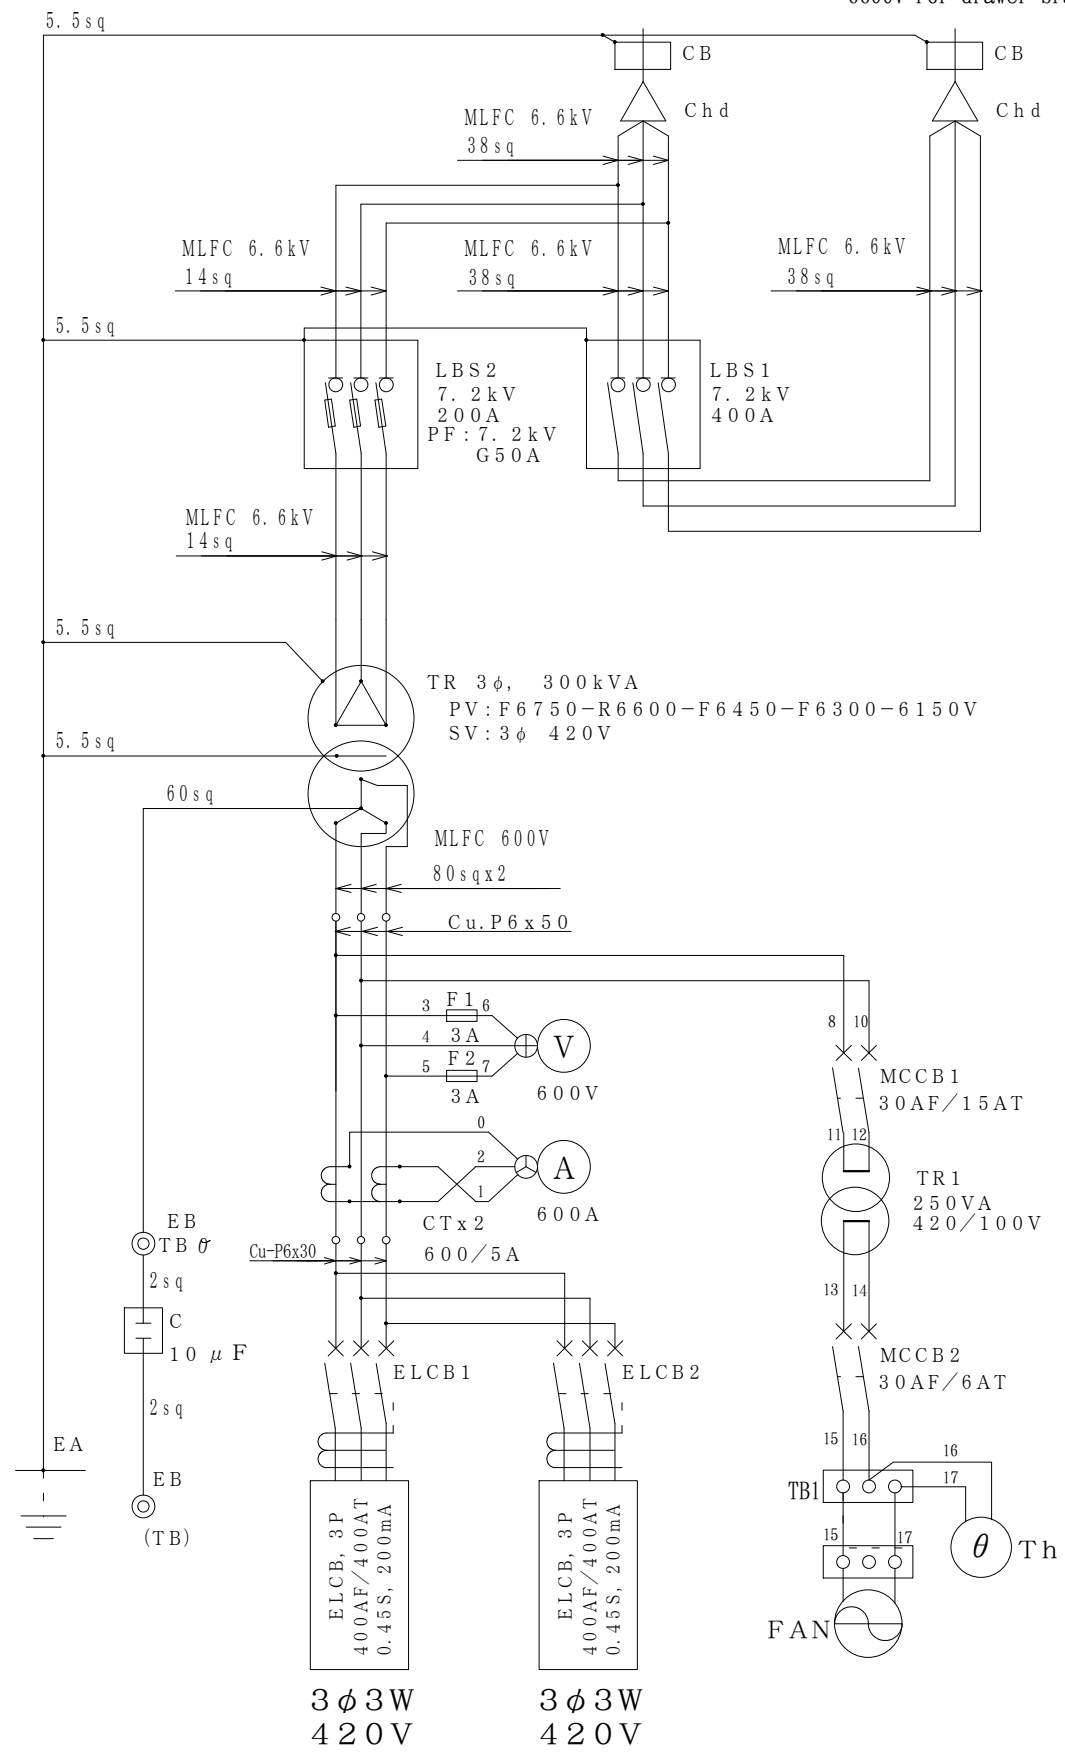 5.5sq
CB
CB
Chd
Chd
MLFC 6.6kV
38sq
MLFC 6.6kV
14sq
MLFC 6.6kV
38sq
MLFC 6.6kV
38sq
5.5sq
LBS2
7.2kV
200A
PF:7.2kV
G50A
LBS1
7.2kV
400A
MLFC 6.6kV
14sq
5.5sq
TR 3φ, 300kVA
PV:F6750-R6600-F6450-F6300-6150V
SV:3φ 420V
5.5sq
60sq
MLFC 600V
80sqx2
Cu.P6x50
3 F1 6
3A
4
5 F2 7
3A
V
600V
8 10
MCCB1
30AF/15AT
11 12
0
2
1
A
600A
CTx2
600/5A
TR1
250VA
420/100V
EB
TB θ
Cu-P6x30
2sq
C
10 μF
2sq
13 14
MCCB2
30AF/6AT
ELCB1
ELCB2
15 16
16
17
TB1
15 17
θ Th
FAN
EA
EB
(TB)
ELCB, 3P
400AF/400AT
0.45S, 200mA
ELCB, 3P
400AF/400AT
0.45S, 200mA
3φ3W
420V
3φ3W
420V